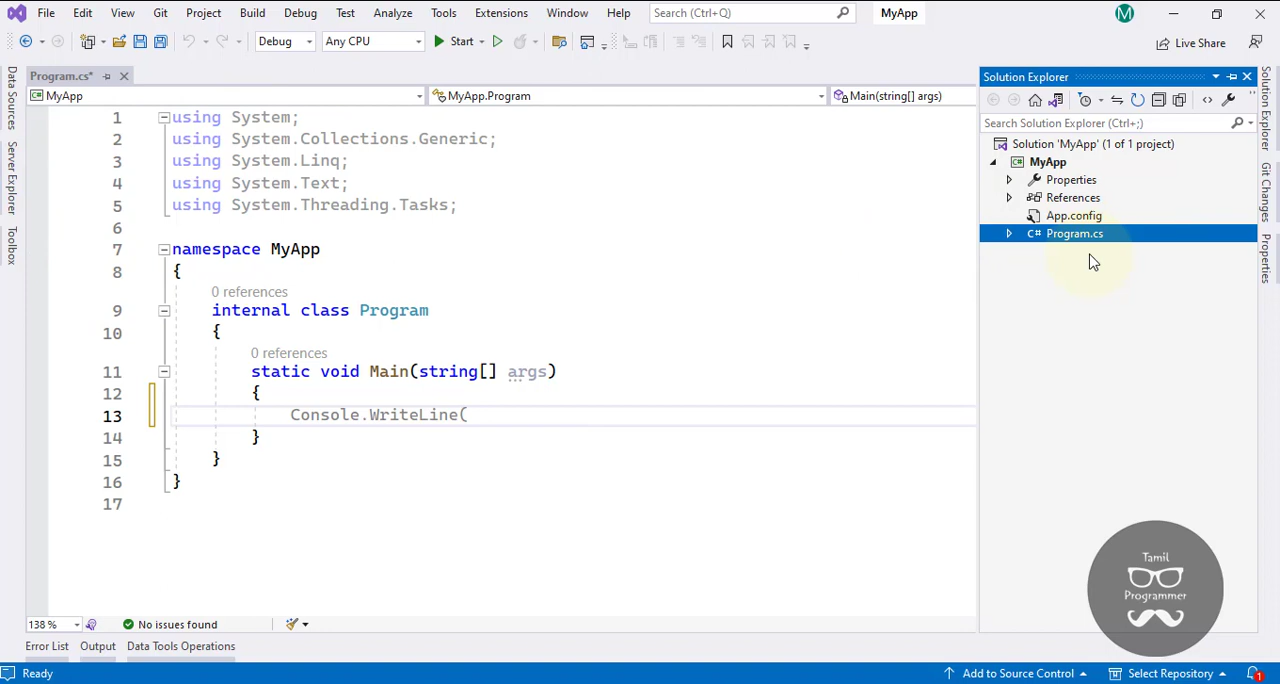 File Edit View Git Project Build Debug Test Analyze Tools Extensions Window Help Search (Ctrl+Q) MyApp M
Debug Any CPU Start Live Share
Program.cs*
MyApp MyApp.Program Main(string[] args)
1 using System;
2 using System.Collections.Generic;
3 using System.Linq;
4 using System.Text;
5 using System.Threading.Tasks;
6
7 namespace MyApp
8 {
0 references
9 internal class Program
10 {
0 references
11 static void Main(string[] args)
12 {
13 Console.WriteLine(
14 }
15 }
16 }
17
138 % No issues found
Error List Output Data Tools Operations
Ready Add to Source Control Select Repository 1
Data Sources
Server Explorer
Toolbox
Solution Explorer
Search Solution Explorer (Ctrl+;)
Solution 'MyApp' (1 of 1 project)
C# MyApp
Properties
References
App.config
C# Program.cs
Solution Explorer
Git Changes
Properties
Tamil
Programmer